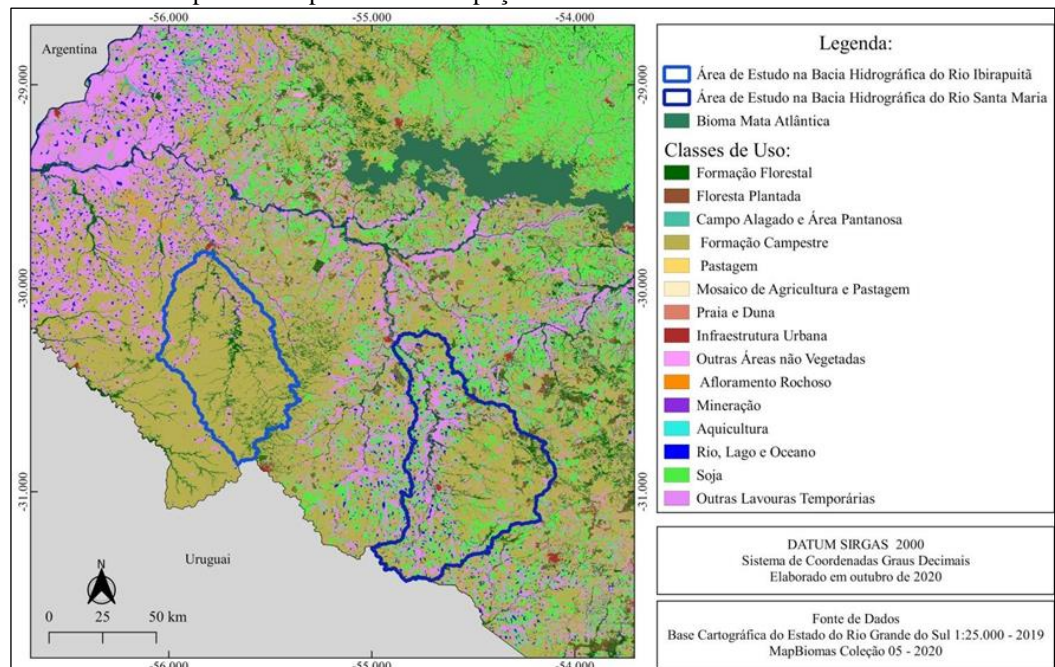 -56.000 -55.000 -54.000
Argentina
-29.000 -29.000
-30.000 -30.000
-31.000 -31.000
Uruguai
N
0 25 50 km
-56.000 -55.000 -54.000
Legenda:
Área de Estudo na Bacia Hidrográfica do Rio Ibirapuitã
Área de Estudo na Bacia Hidrográfica do Rio Santa Maria
Bioma Mata Atlântica
Classes de Uso:
Formação Florestal
Floresta Plantada
Campo Alagado e Área Pantanosa
Formação Campestre
Pastagem
Mosaico de Agricultura e Pastagem
Praia e Duna
Infraestrutura Urbana
Outras Áreas não Vegetadas
Afloramento Rochoso
Mineração
Aquicultura
Rio, Lago e Oceano
Soja
Outras Lavouras Temporárias
DATUM SIRGAS 2000
Sistema de Coordenadas Graus Decimais
Elaborado em outubro de 2020
Fonte de Dados
Base Cartográfica do Estado do Rio Grande do Sul 1:25.000 - 2019
MapBiomas Coleção 05 - 2020